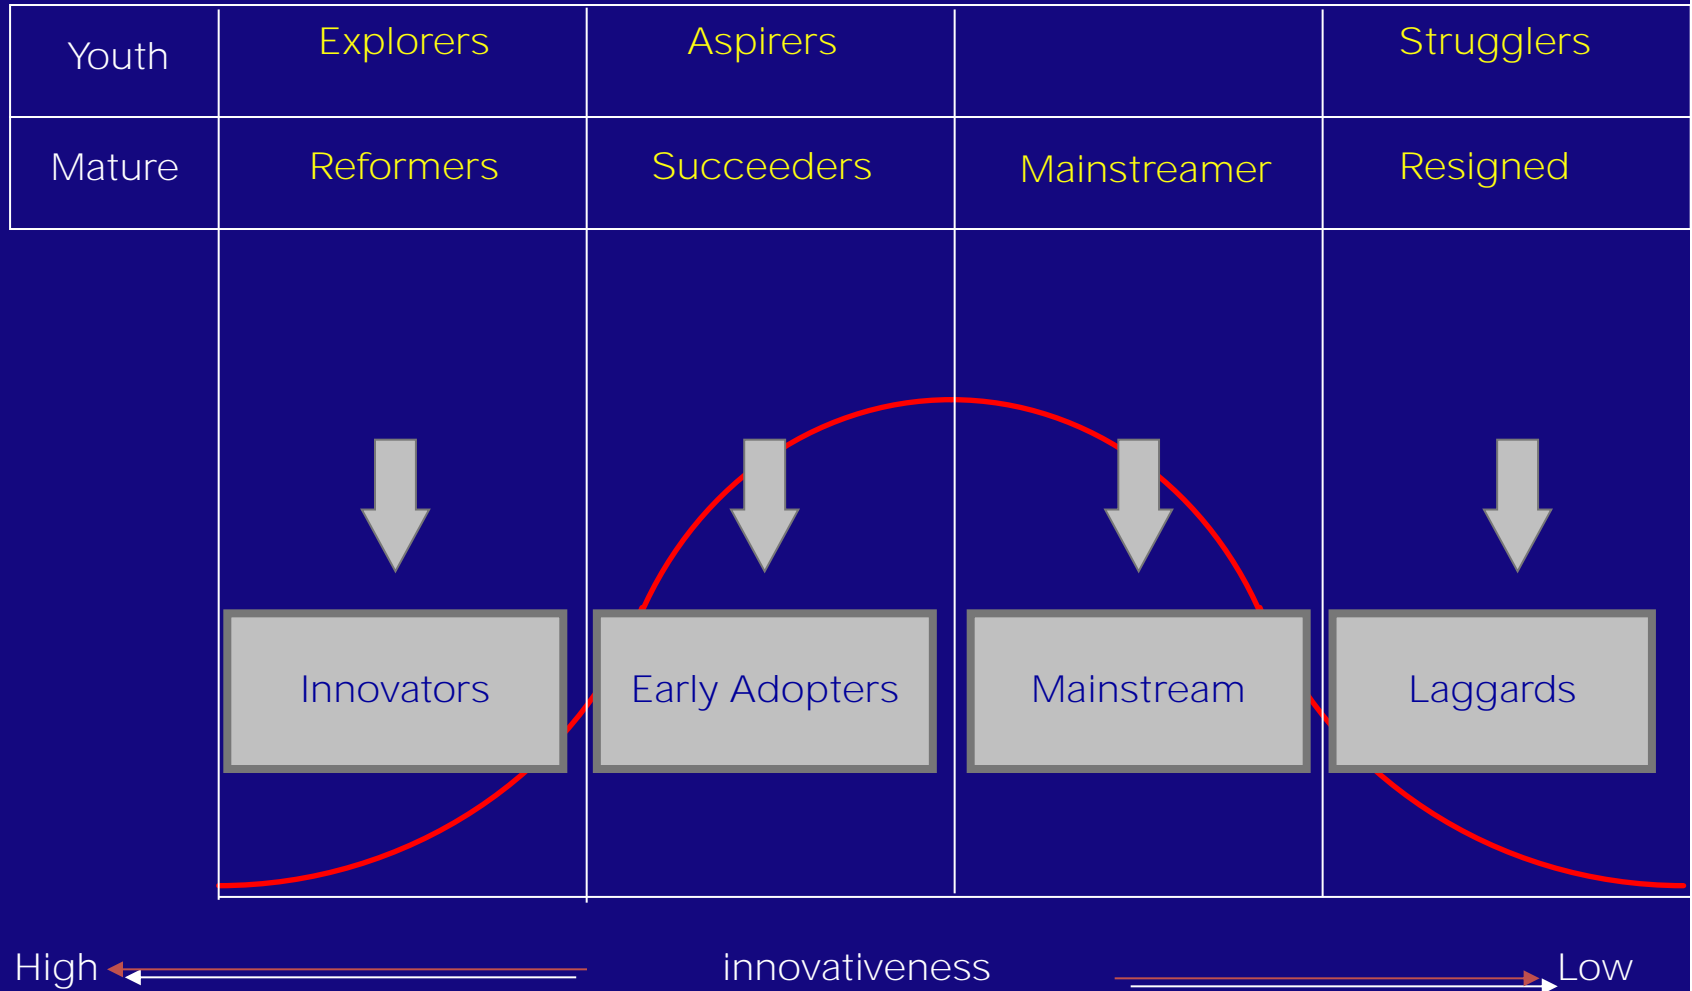 Youth Explorers Aspirers Strugglers
Mature Reformers Succeeders Mainstreamer Resigned
Innovators Early Adopters Mainstream Laggards
High innovativeness Low